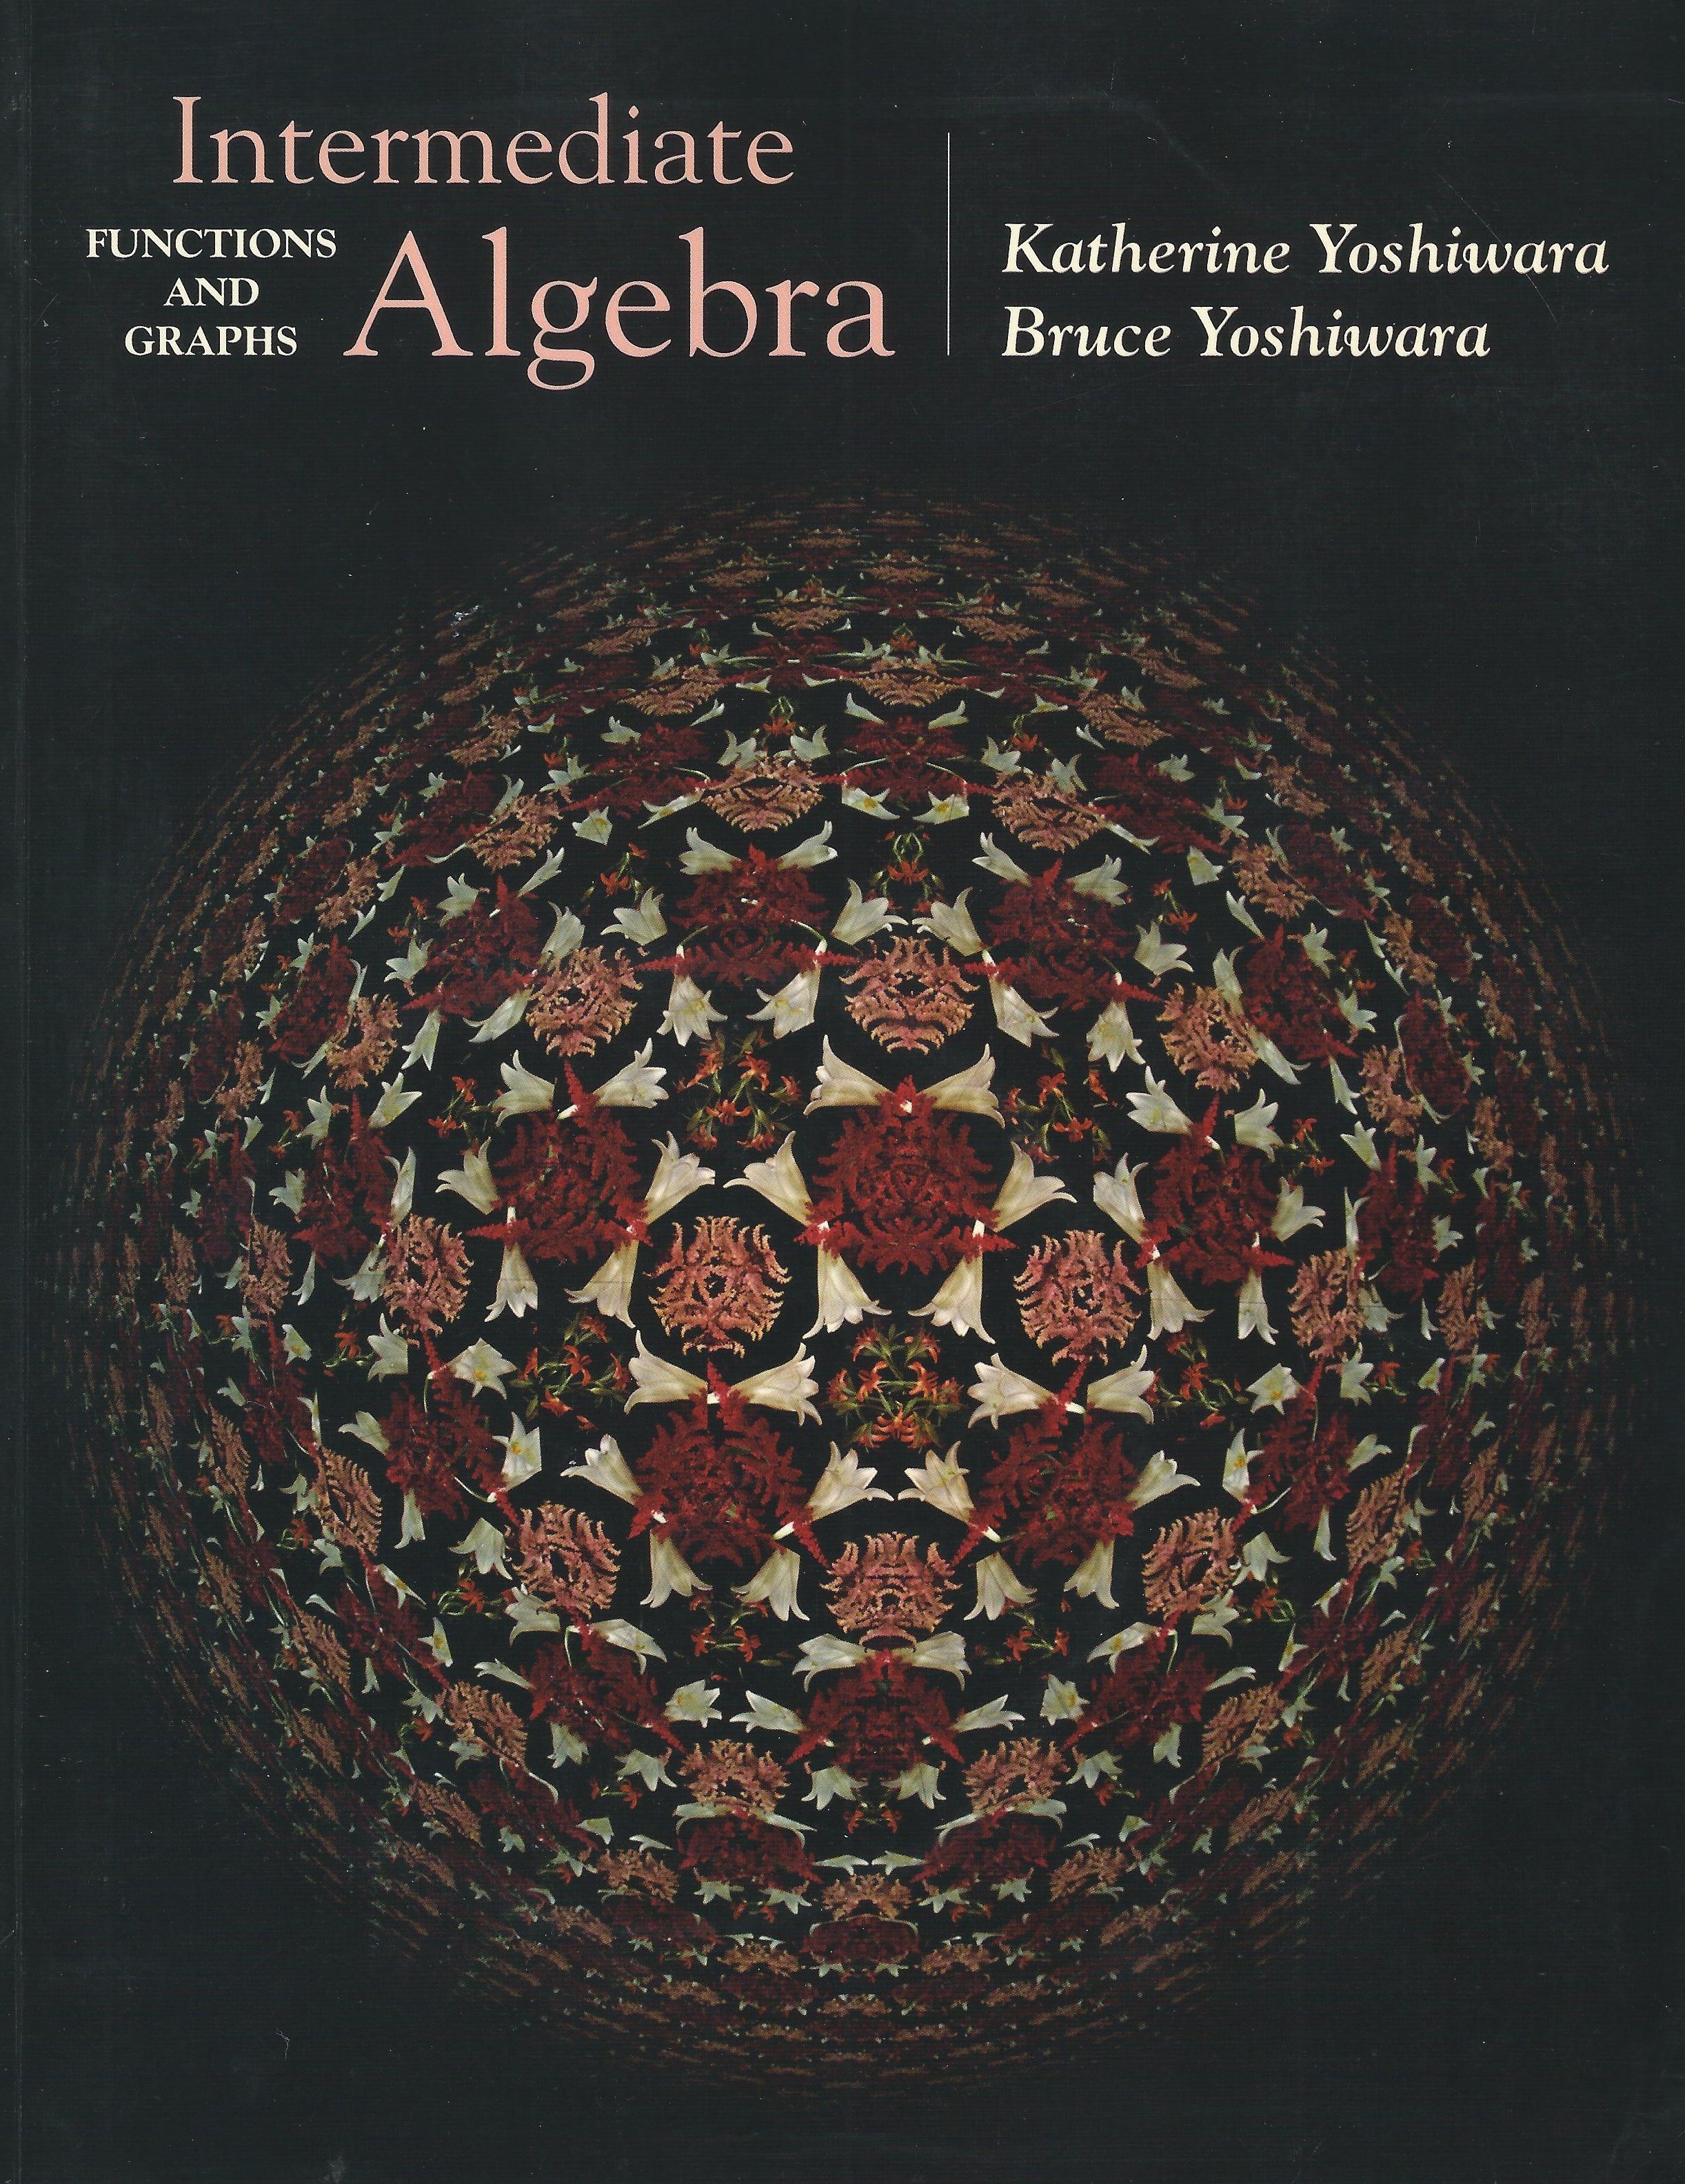 Intermediate
FUNCTIONS
AND
GRAPHS
Algebra
Katherine Yoshiwara
Bruce Yoshiwara